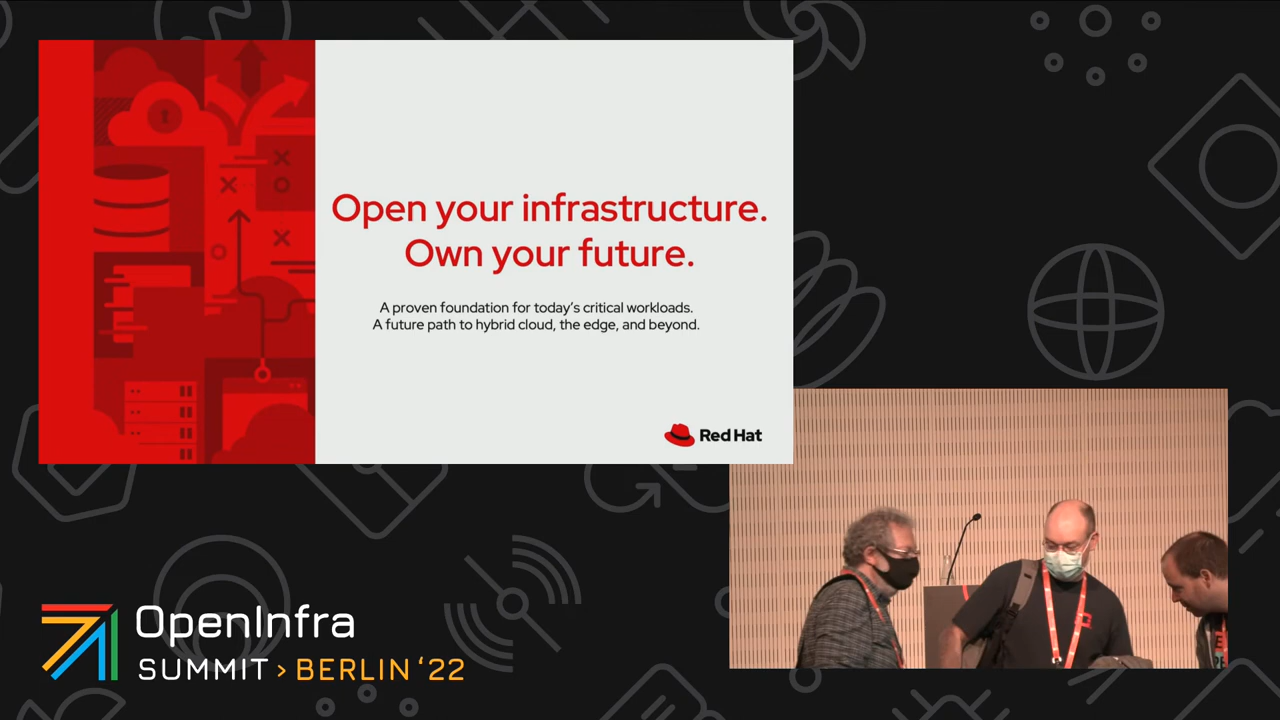 Open your infrastructure.
Own your future.
A proven foundation for today's critical workloads.
A future path to hybrid cloud, the edge, and beyond.
Red Hat
OpenInfra
SUMMIT > BERLIN '22